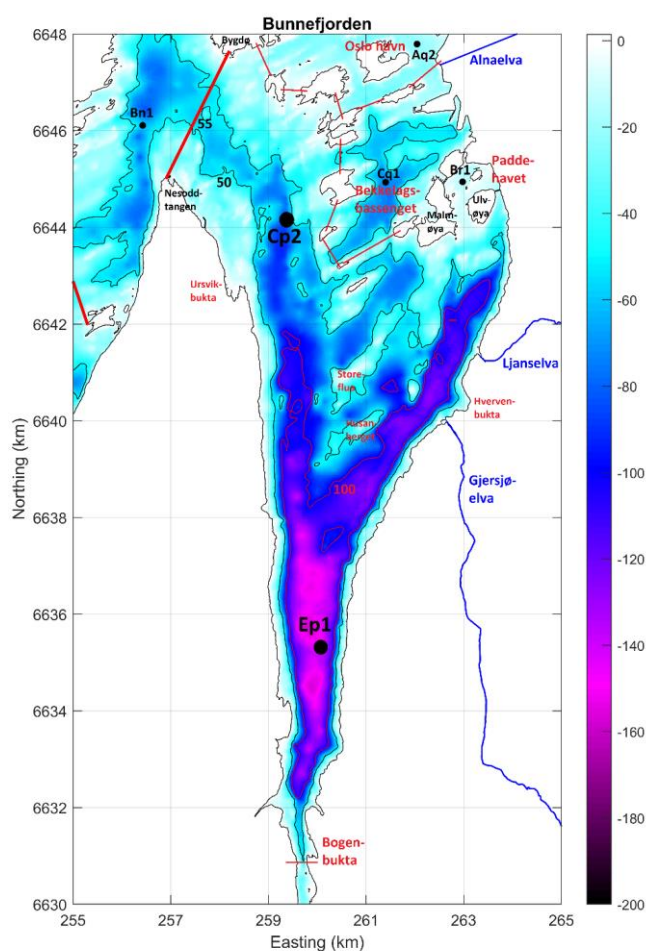 Bunnefjorden
6648
Bygdø
Oslo havn
Aq2
Alnaelva
0
-20
-40
-60
-80
-100
-120
-140
-160
-180
-200
Bn1
55
6646
50
Cq1
Br1
Padde-
havet
Nesodd-
tangen
Bekkelags-
bassenget
Malm-
øya
Ulv-
øya
6644
Cp2
Ursvik-
bukta
6642
Ljanselva
Store
flua
Hverven-
bukta
6640
Gjersjø-
elva
100
Northing (km)
6638
6636
Ep1
6634
6632
Bogen-
bukta
6630
255
257
259
261
263
265
Easting (km)